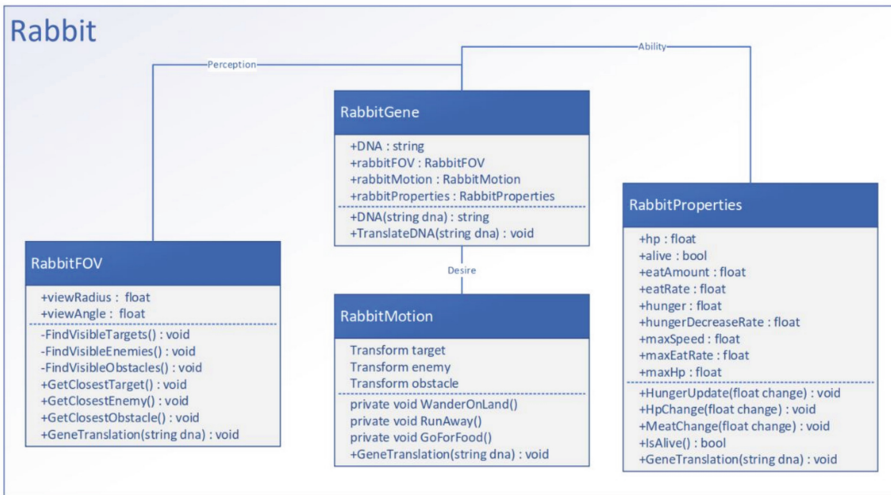 Rabbit
Perception
Ability
RabbitGene
+DNA : string
+rabbitFOV : RabbitFOV
+rabbitMotion : RabbitMotion
+rabbitProperties : RabbitProperties
+DNA(string dna) : string
+TranslateDNA(string dna) : void
Desire
RabbitFOV
+viewRadius :  float
+viewAngle :  float
-FindVisibleTargets() : void
-FindVisibleEnemies() : void
-FindVisibleObstacles() : void
+GetClosestTarget() : void
+GetClosestEnemy() : void
+GetClosestObstacle() : void
+GeneTranslation(string dna) : void
RabbitMotion
Transform target
Transform enemy
Transform obstacle
private void WanderOnLand()
private void RunAway()
private void GoForFood()
+GeneTranslation(string dna) : void
RabbitProperties
+hp : float
+alive : bool
+eatAmount : float
+eatRate : float
+hunger : float
+hungerDecreaseRate : float
+maxSpeed : float
+maxEatRate : float
+maxHp : float
+HungerUpdate(float change) : void
+HpChange(float change) : void
+MeatChange(float change) : void
+IsAlive() : bool
+GeneTranslation(string dna) : void